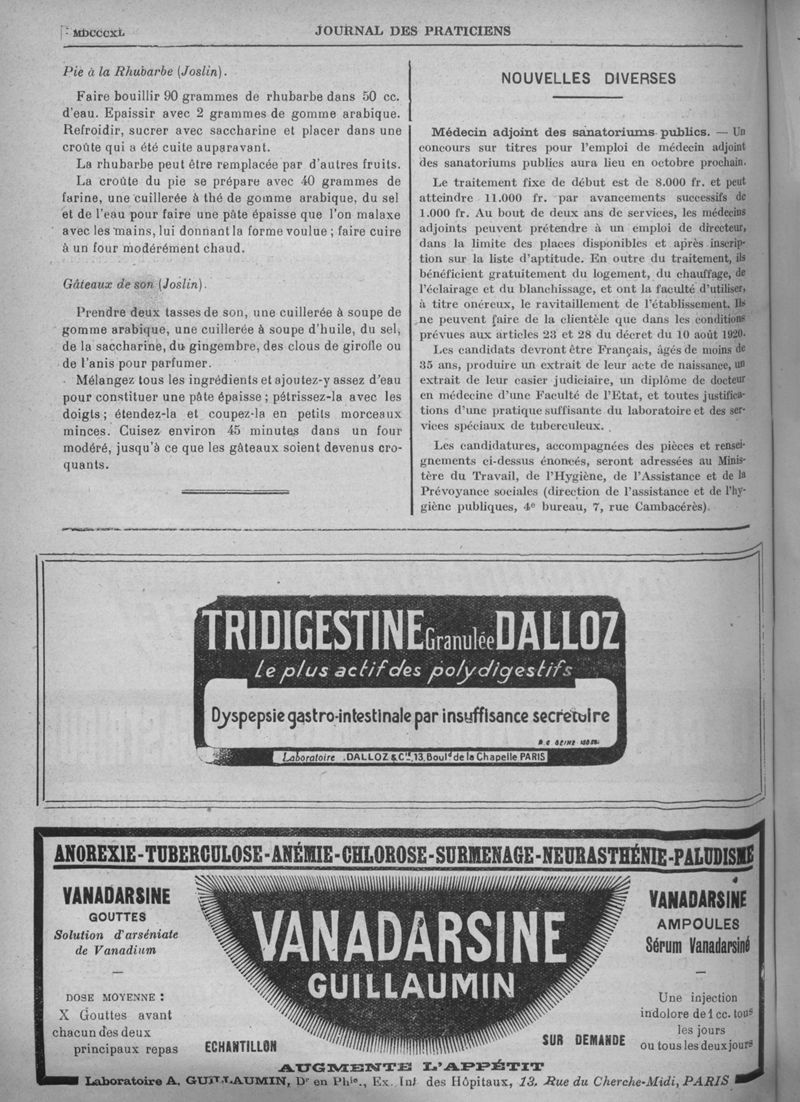 MDCCCXL
JOURNAL DES PRATICIENS
Pie à la Rhubarbe (Joslin).
Faire bouillir 90 grammes de rhubarbe dans 50 cc.
d'eau. Epaissir avec 2 grammes de gomme arabique.
Refroidir, sucrer avec saccharine et placer dans une
croûte qui a été cuite auparavant.
La rhubarbe peut être remplacée par d'autres fruits.
La croûte du pie se prépare avec 40 grammes de
farine, une cuillerée à thé de gomme arabique, du sel
et de l'eau pour faire une pâte épaisse que l'on malaxe
avec les mains, lui donnant la forme voulue ; faire cuire
à un four modérément chaud.
Gâteaux de son (Joslin).
Prendre deux tasses de son, une cuillerée à soupe de
gomme arabique, une cuillerée à soupe d'huile, du sel,
de la saccharine, du gingembre, des clous de girofle ou
de l'anis pour parfumer.
Mélangez tous les ingrédients et ajoutez-y assez d'eau
pour constituer une pâte épaisse ; pétrissez-la avec les
doigts ; étendez-la et coupez-la en petits morceaux
minces. Cuisez environ 45 minutes dans un four
modéré, jusqu'à ce que les gâteaux soient devenus cro-
quants.
NOUVELLES DIVERSES
Médecin adjoint des sanatoriums publics. — Un
concours sur titres pour l'emploi de médecin adjoint
des sanatoriums publics aura lieu en octobre prochain.
Le traitement fixe de début est de 8.000 fr. et peut
atteindre 11.000 fr. par avancements successifs de
1.000 fr. Au bout de deux ans de services, les médecins
adjoints peuvent prétendre à un emploi de directeur,
dans la limite des places disponibles et après inscrip-
tion sur la liste d'aptitude. En outre du traitement, ils
bénéficient gratuitement du logement, du chauffage, de
l'éclairage et du blanchissage, et ont la faculté d'utiliser,
à titre onéreux, le ravitaillement de l'établissement. Ils
ne peuvent faire de la clientèle que dans les conditions
prévues aux articles 23 et 28 du décret du 10 août 1920.
Les candidats devront être Français, âgés de moins de
35 ans, produire un extrait de leur acte de naissance, un
extrait de leur casier judiciaire, un diplôme de docteur
en médecine d'une Faculté de l'Etat, et toutes justifica-
tions d'une pratique suffisante du laboratoire et des ser-
vices spéciaux de tuberculeux.
Les candidatures, accompagnées des pièces et rensei-
gnements ci-dessus énoncés, seront adressées au Minis-
tère du Travail, de l'Hygiène, de l'Assistance et de la
Prévoyance sociales (direction de l'assistance et de l'hy-
giène publiques, 4e bureau, 7, rue Cambacérès).
TRIDIGESTINE Granulée DALLOZ
Le plus actif des polydigestifs
Dyspepsie gastro-intestinale par insuffisance secretoire
R.C SEINE
Laboratoire .DALLOZ & Cie, 13, Bould de la Chapelle PARIS
ANOREXIE-TUBERCULOSE-ANÉMIE-CHLOROSE-SURMENAGE-NEURASTHÉNIE-PALUDISME
VANADARSINE
GOUTTES
Solution d'arséniate
de Vanadium
DOSE MOYENNE :
X Gouttes avant
chacun des deux
principaux repas
VANADARSINE
GUILLAUMIN
ECHANTILLON
SUR DEMANDE
VANADARSINE
AMPOULES
Sérum Vanadarsiné
Une injection
indolore de 1 cc. tous
les jours
ou tous les deux jours
AUGMENTE L'APPÉTIT
Laboratoire A. GUILLAUMIN, Dr en Phie., Ex. Int. des Hôpitaux, 13, Rue du Cherche-Midi, PARIS